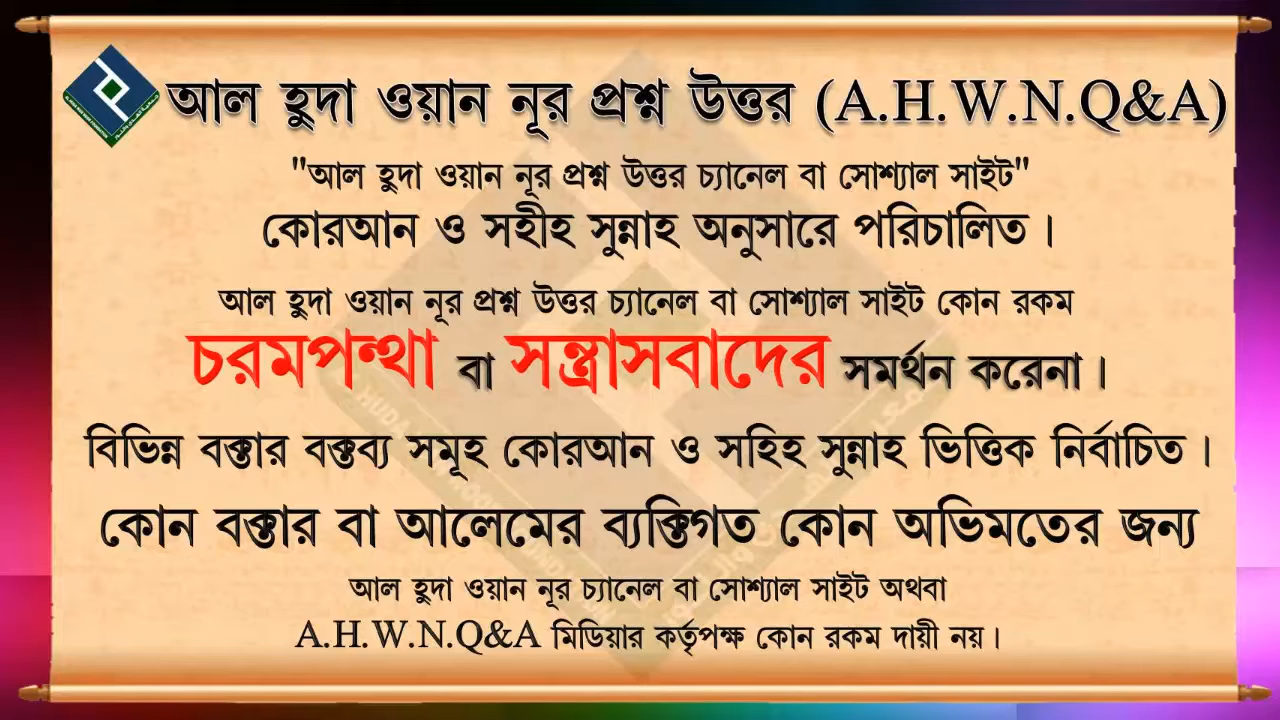 আল হুদা ওয়ান নূর প্রশ্ন উত্তর (A.H.W.N.Q&A)
"আল হুদা ওয়ান নূর প্রশ্ন উত্তর চ্যানেল বা সোশ্যাল সাইট"
কোরআন ও সহীহ সুন্নাহ অনুসারে পরিচালিত।
আল হুদা ওয়ান নূর প্রশ্ন উত্তর চ্যানেল বা সোশ্যাল সাইট কোন রকম
চরমপন্থা বা সন্ত্রাসবাদের সমর্থন করেনা।
বিভিন্ন বক্তার বক্তব্য সমূহ কোরআন ও সহিহ সুন্নাহ ভিত্তিক নির্বাচিত।
কোন বক্তার বা আলেমের ব্যক্তিগত কোন অভিমতের জন্য
আল হুদা ওয়ান নূর চ্যানেল বা সোশ্যাল সাইট অথবা
A.H.W.N.Q&A মিডিয়ার কর্তৃপক্ষ কোন রকম দায়ী নয়।